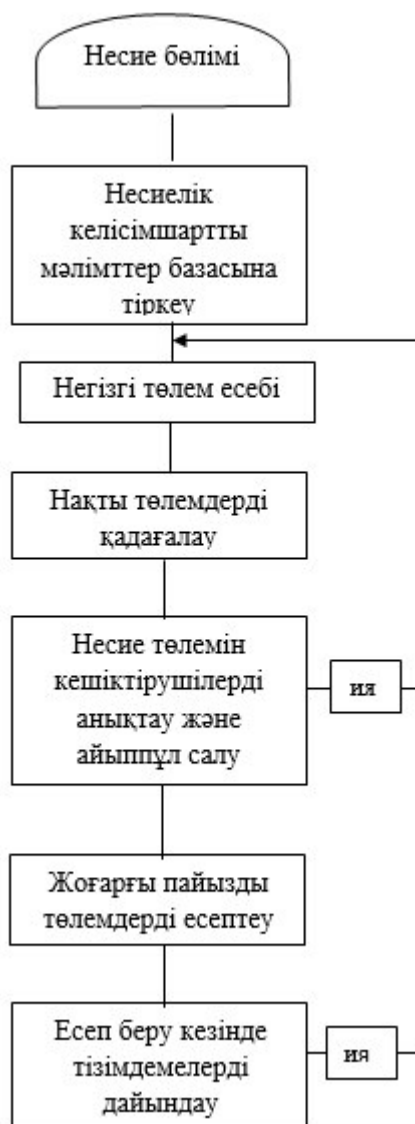 Несие бөлімі
Несиелік
келісімшартты
мәлімттер базасына
тіркеу
Негізгі төлем есебі
Нақты төлемдерді
қадағалау
Несие төлемін
кешіктірушілерді
анықтау және
айыппұл салу
ия
Жоғарғы пайызды
төлемдерді есептеу
Есеп беру кезінде
тізімдемелерді
дайындау
ия